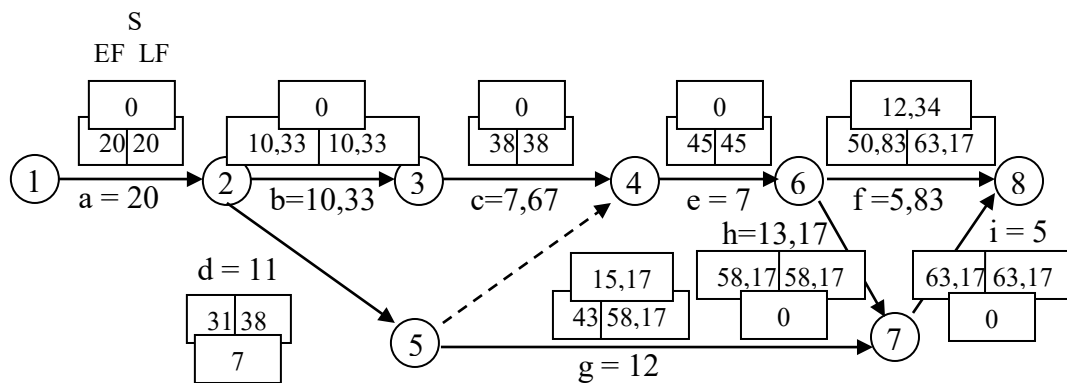 S
EF LF
0
0
0
0
12,34
20 20
10,33 10,33
38 38
45 45
50,83 63,17
1
2
3
4
6
8
a = 20
b=10,33
c=7,67
e = 7
f =5,83
h=13,17
i = 5
d = 11
15,17
58,17 58,17
63,17 63,17
31 38
43 58,17
0
0
7
5
7
g = 12